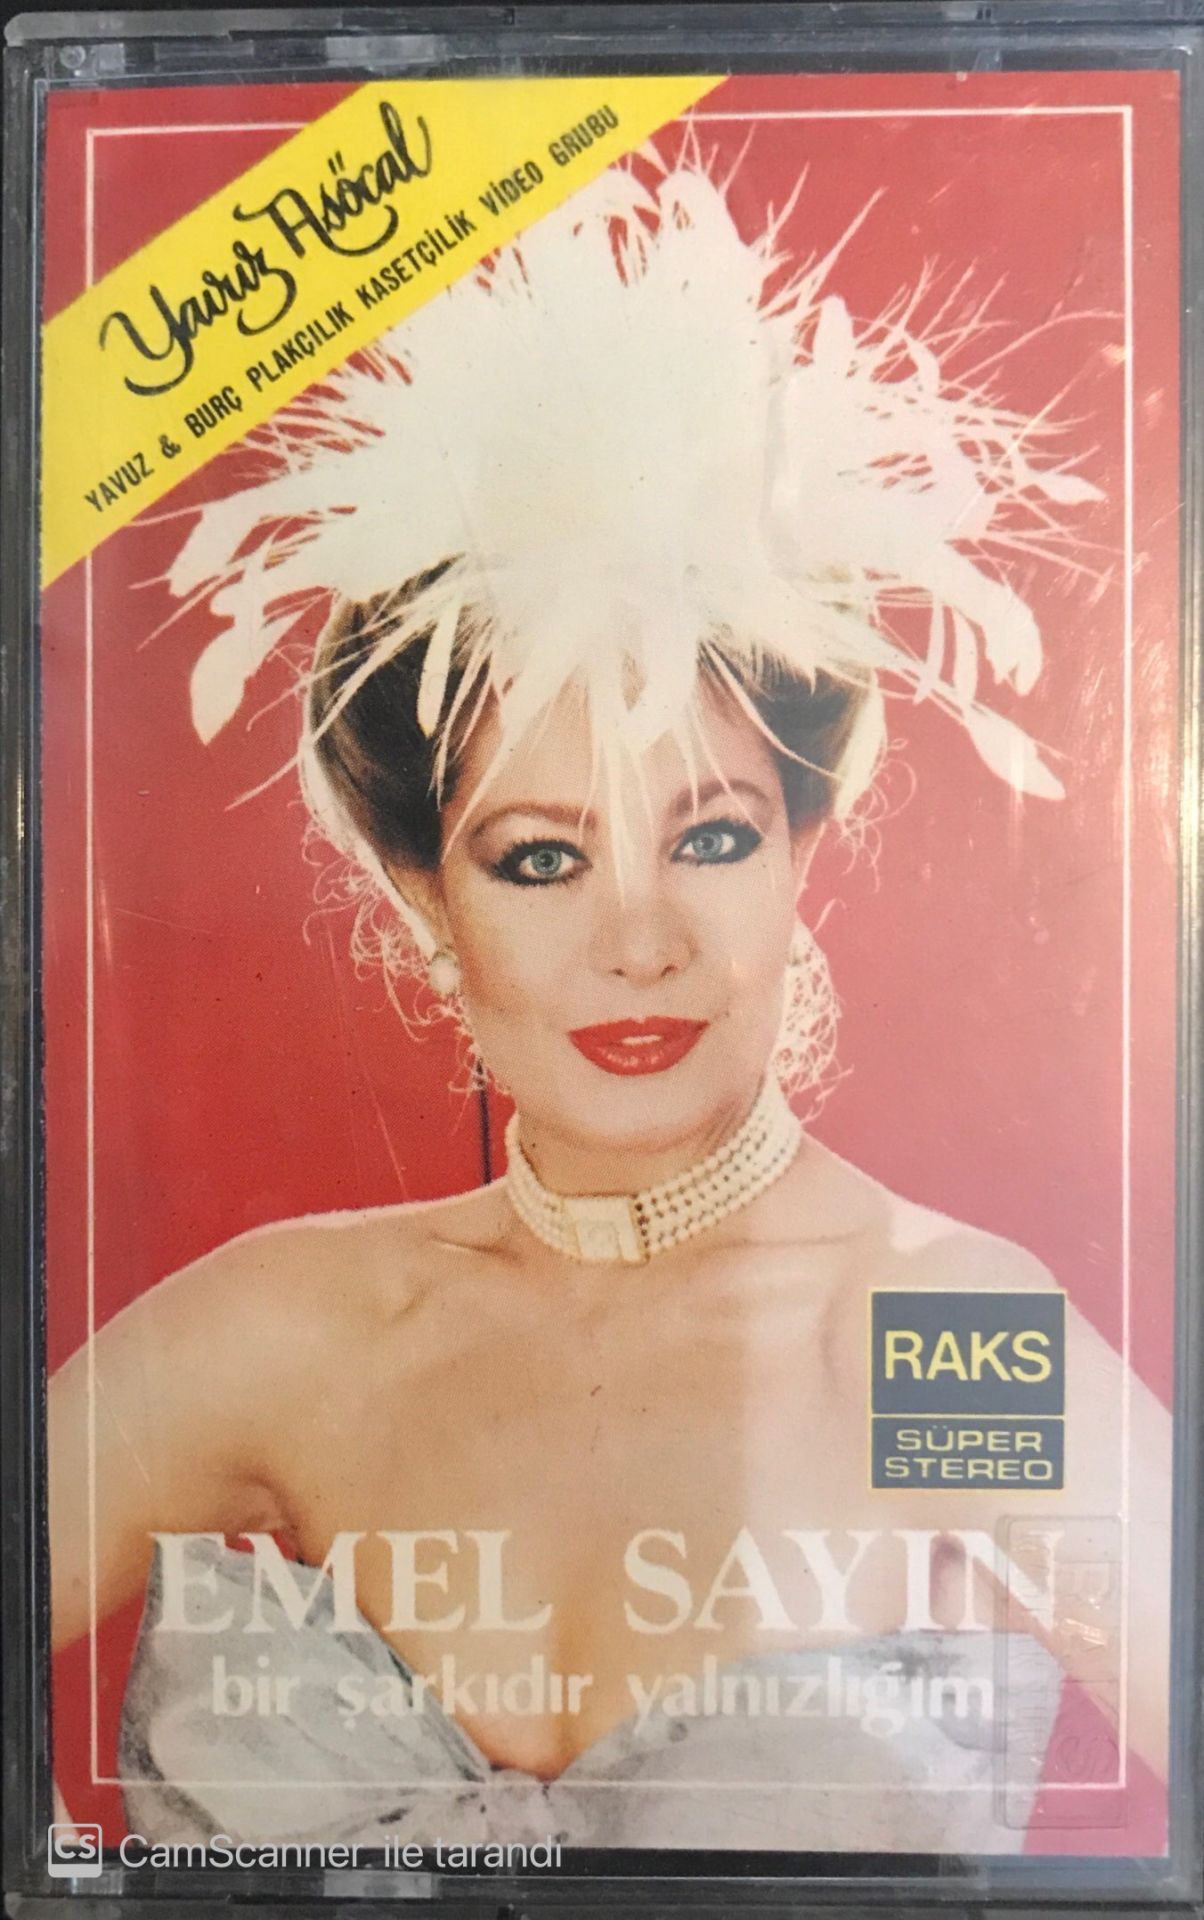 Yavuz Asöcal
YAVUZ & BURÇ PLAKÇILIK KASETÇİLİK VİDEO GRUBU
RAKS
SÜPER
STEREO
EMEL SAYIN
bir şarkıdır yalnızlığım
CS CamScanner ile tarandı